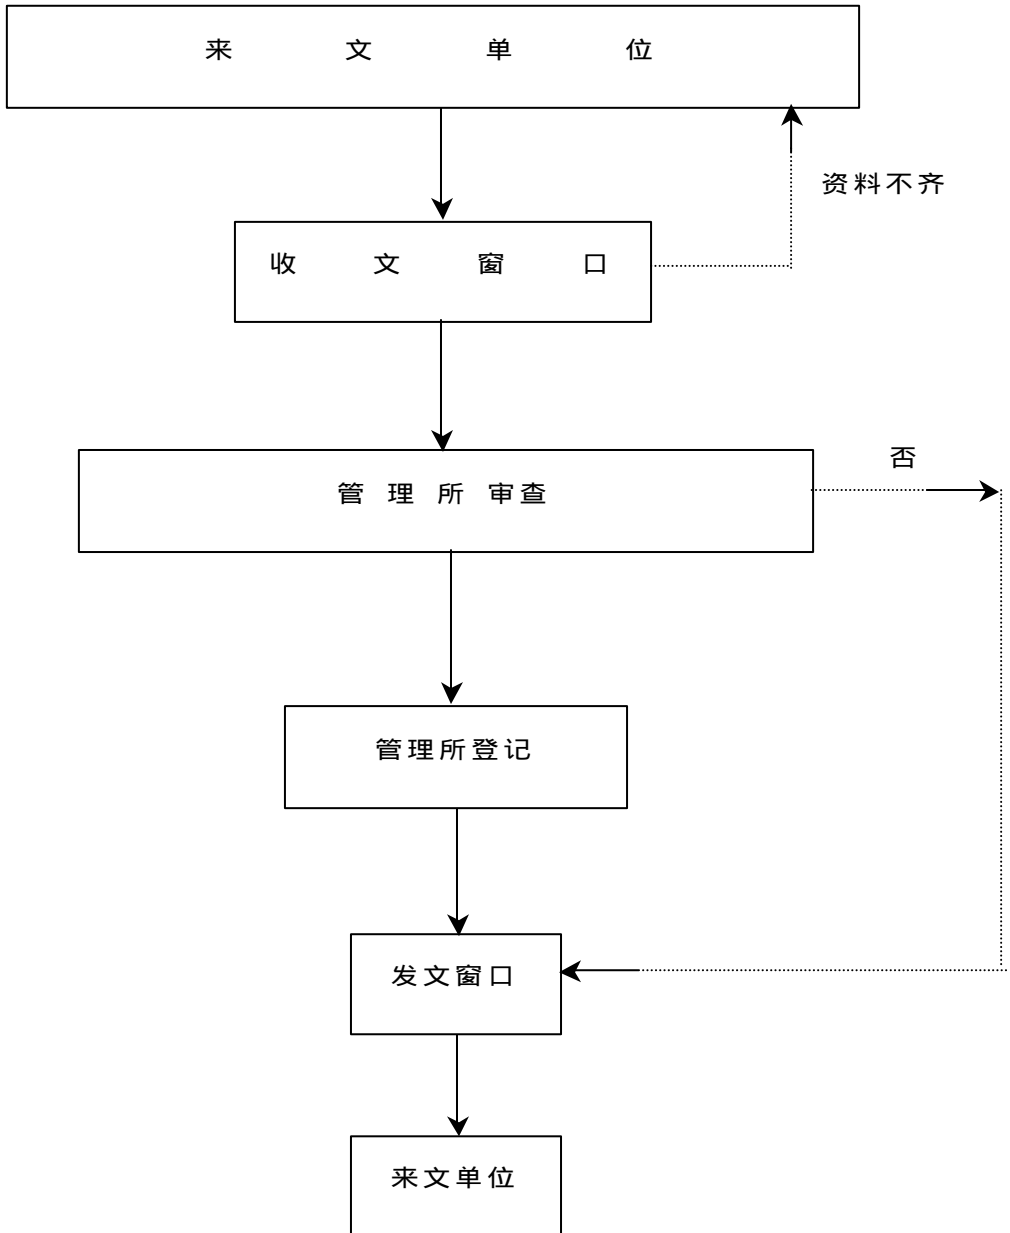 来文单位
资料不齐
收文窗口
否
管理所审查
管理所登记
发文窗口
来文单位